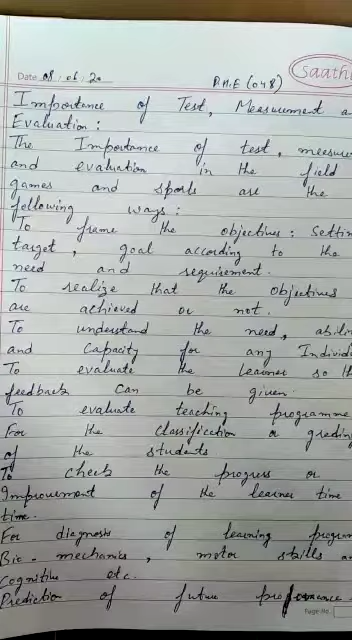 Saathi
Date 08 . 06 . 20
P.H.E (048)
Importance of Test, Measurement a
Evaluation :
The Importance of test, measure
and evaluation in the field
games and sports are the
following ways :
To frame the objectives : Settin
target, goal according to the
need and requirement.
To realize that the objectives
are achieved or not.
To understand the need, abili
and Capacity for any Individ
To evaluate the learner so th
feedback can be given.
To evaluate teaching programme
For the Classification or gradin
of the students
To check the progress or
Improvement of the learner time
time.
For diagnosis of learning progra
Bio-mechanics, motor skills a
Cognitive etc.
Prediction of future performance
Page No.